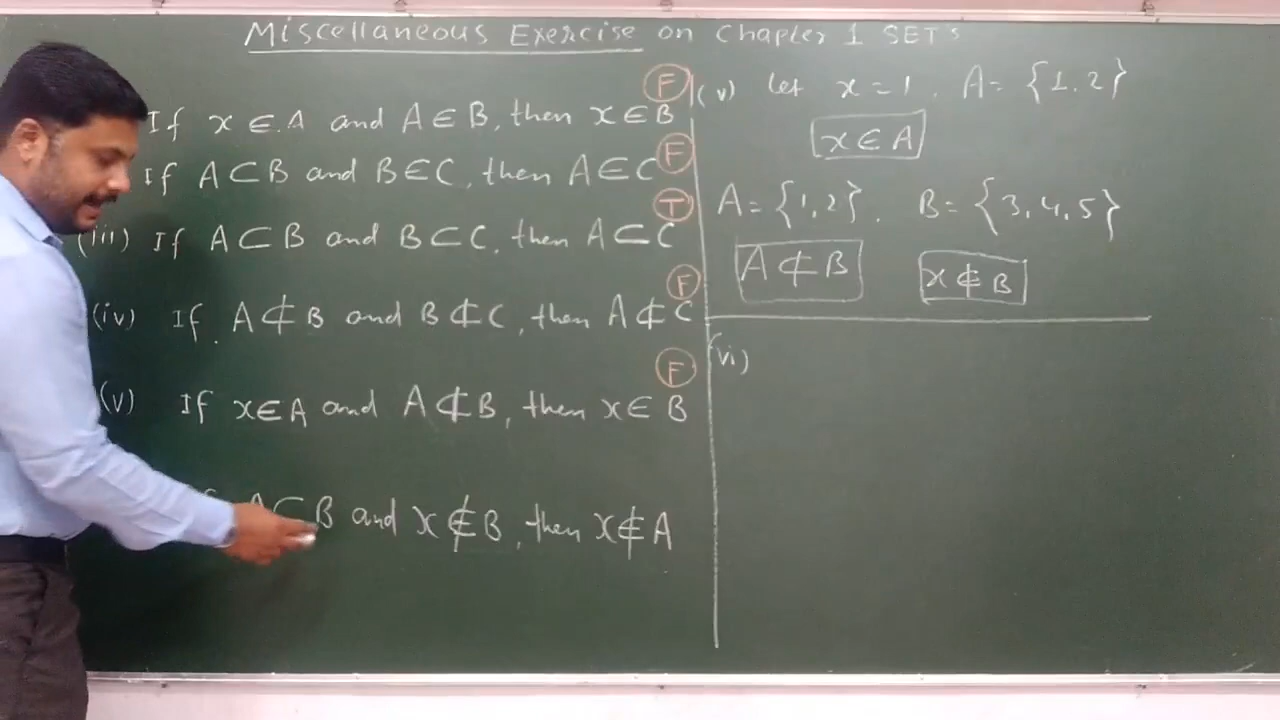 Miscellaneous Exercise on Chapter 1 SETS
If x ∈ A and A ∈ B, then x ∈ B F
If A ⊂ B and B ∈ C, then A ∈ C F
(iii) If A ⊂ B and B ⊂ C, then A ⊂ C T
(iv) If A ⊄ B and B ⊄ C, then A ⊄ C F
(v) If x ∈ A and A ⊄ B, then x ∈ B F
A ⊂ B and x ∉ B, then x ∉ A
(v) let x = 1. A = {1, 2}
x ∈ A
A = {1, 2}. B = {3, 4, 5}
A ⊄ B x ∉ B
(vi)